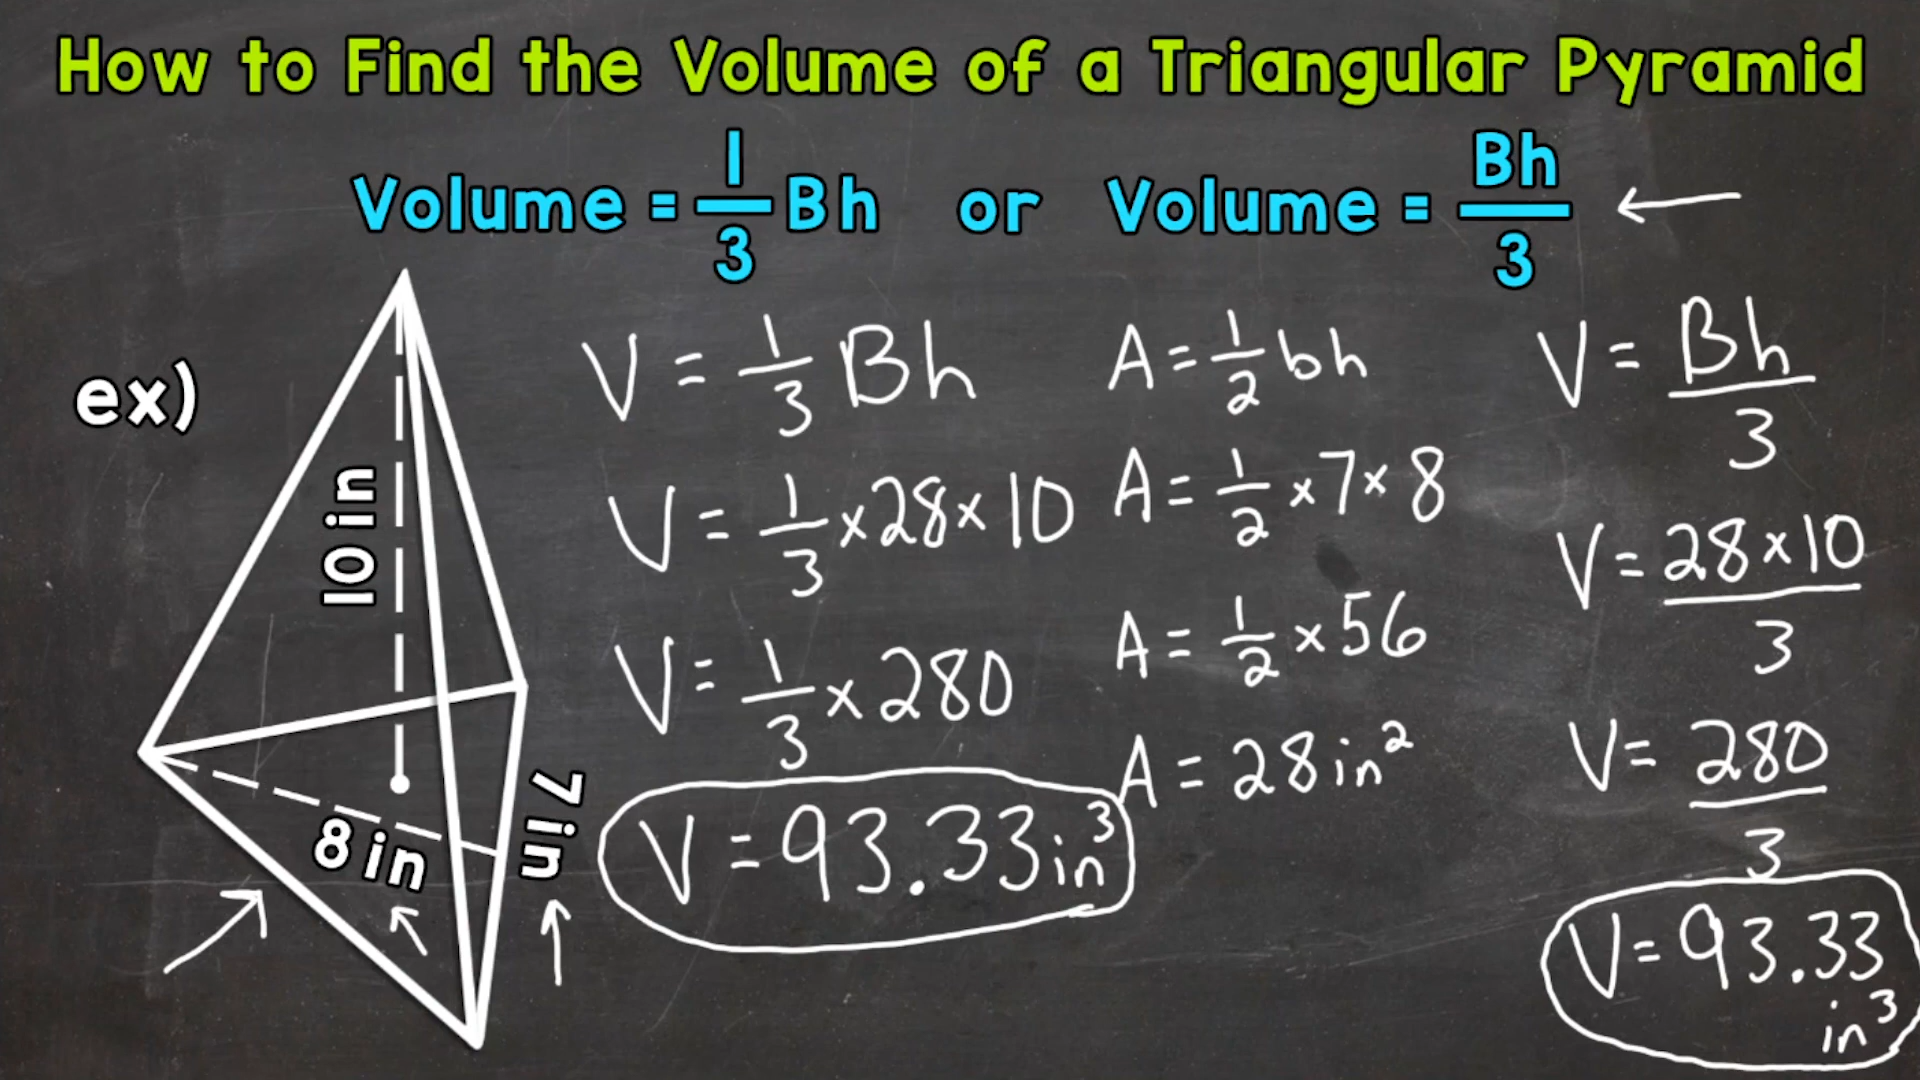 How to Find the Volume of a Triangular Pyramid
Volume = 1/3 Bh or Volume = Bh/3
ex)
10 in
8 in
7 in
V = 1/3 Bh
V = 1/3 × 28 × 10
V = 1/3 × 280
V = 93.33 in³
A = 1/2 bh
A = 1/2 × 7 × 8
A = 1/2 × 56
A = 28 in²
V = Bh/3
V = 28 × 10/3
V = 280/3
V = 93.33
in³